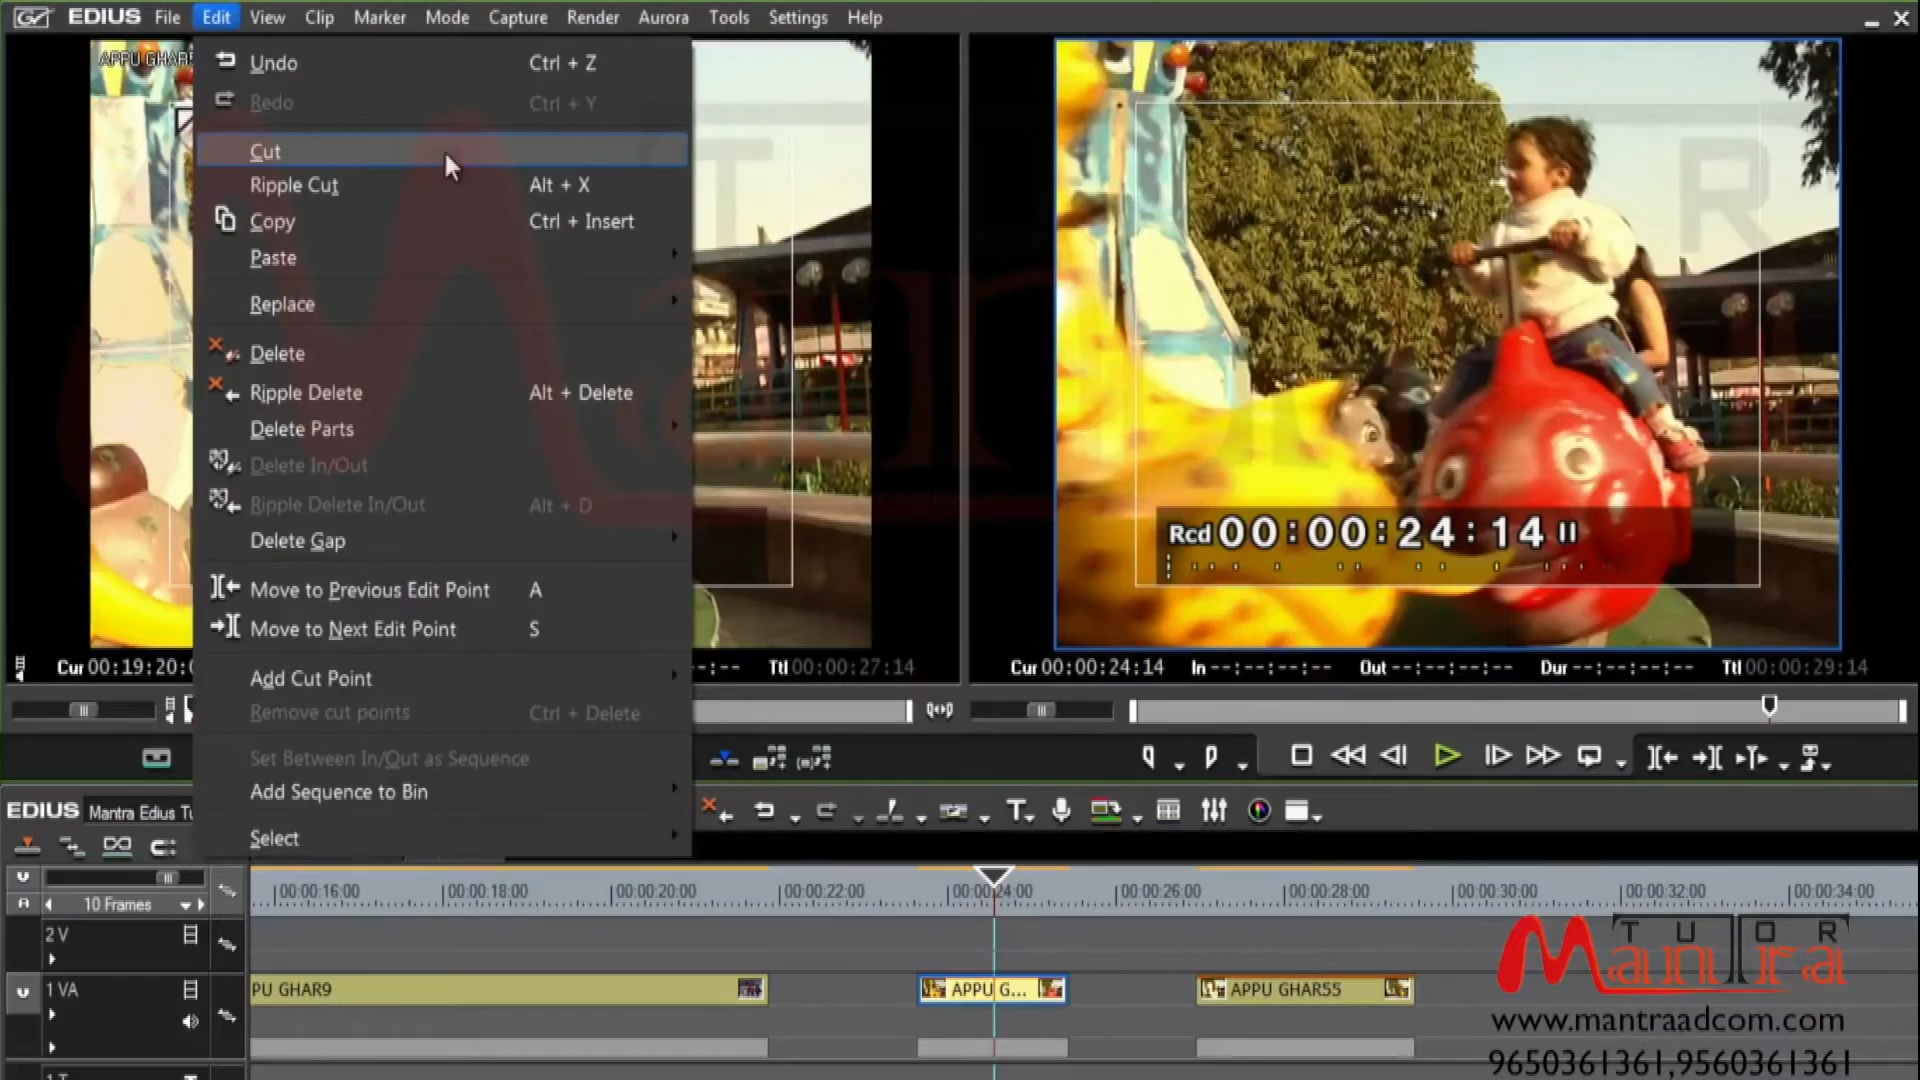 EDIUS File Edit View Clip Marker Mode Capture Render Aurora Tools Settings Help
APPU GHAR
Undo Ctrl + Z
Redo Ctrl + Y
Cut
Ripple Cut Alt + X
Copy Ctrl + Insert
Paste
Replace
Delete
Ripple Delete Alt + Delete
Delete Parts
Delete In/Out
Ripple Delete In/Out Alt + D
Delete Gap
Move to Previous Edit Point A
Move to Next Edit Point S
Add Cut Point
Remove cut points Ctrl + Delete
Set Between In/Out as Sequence
Add Sequence to Bin
Select
Rcd 00:00:24:14
Cur 00:19:20:
Ttl 00:00:27:14
Cur 00:00:24:14 In --:--:--:-- Out --:--:--:-- Dur --:--:--:-- Ttl 00:00:29:14
EDIUS Mantra Edius
10 Frames
00:00:16:00 00:00:18:00 00:00:20:00 00:00:22:00 00:00:24:00 00:00:26:00 00:00:28:00 00:00:30:00 00:00:32:00 00:00:34:00
2 V
1 VA
PU GHAR9 APPU G... APPU GHAR55
TUTOR
Mantra
www.mantraadcom.com
9650361361,9560361361